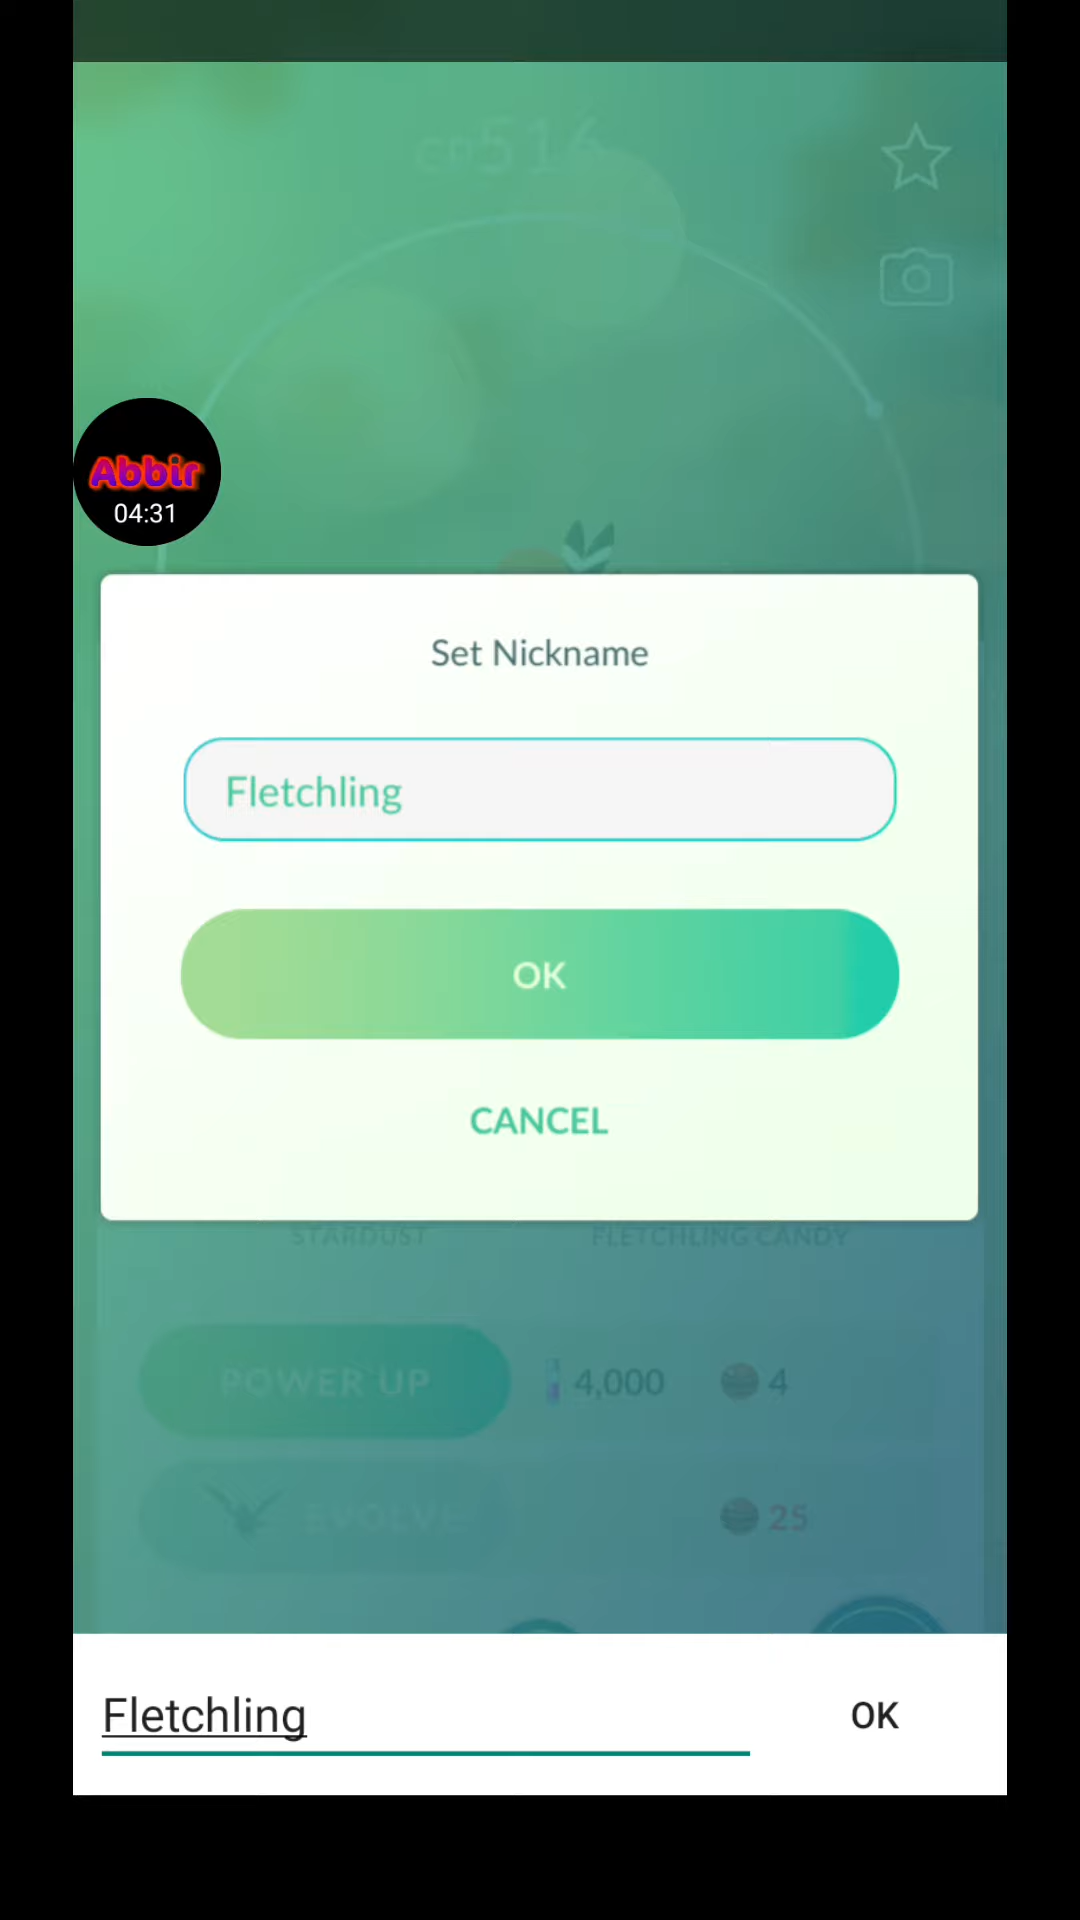 CP516
Abbir
04:31
Set Nickname
Fletchling
OK
CANCEL
STARDUST FLETCHLING CANDY
POWER UP 4,000 4
EVOLVE 25
Fletchling OK